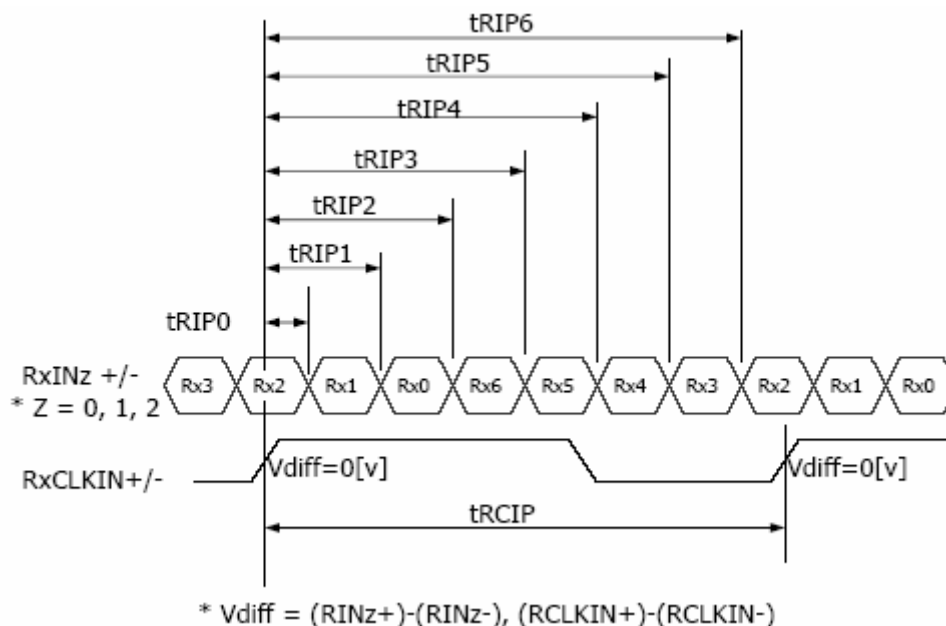 tRIP6
tRIP5
tRIP4
tRIP3
tRIP2
tRIP1
tRIP0
RxINz +/-
* Z = 0, 1, 2
Rx3 Rx2 Rx1 Rx0 Rx6 Rx5 Rx4 Rx3 Rx2 Rx1 Rx0
RxCLKIN+/-
Vdiff=0[v] Vdiff=0[v]
tRCIP
* Vdiff = (RINz+)-(RINz-), (RCLKIN+)-(RCLKIN-)